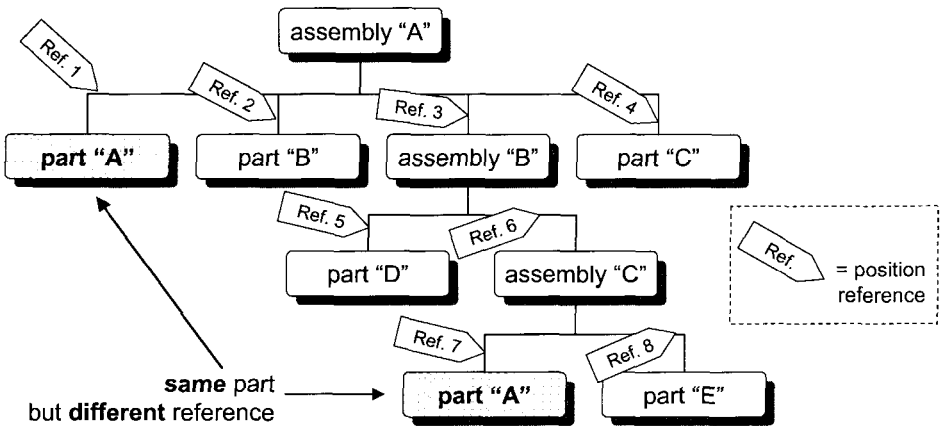 assembly “A”
Ref. 1
Ref. 2
Ref. 3
Ref. 4
part “A”
part “B”
assembly “B”
part “C”
Ref. 5
Ref. 6
part “D”
assembly “C”
Ref.
= position
reference
Ref. 7
Ref. 8
same part
but different reference
part “A”
part “E”